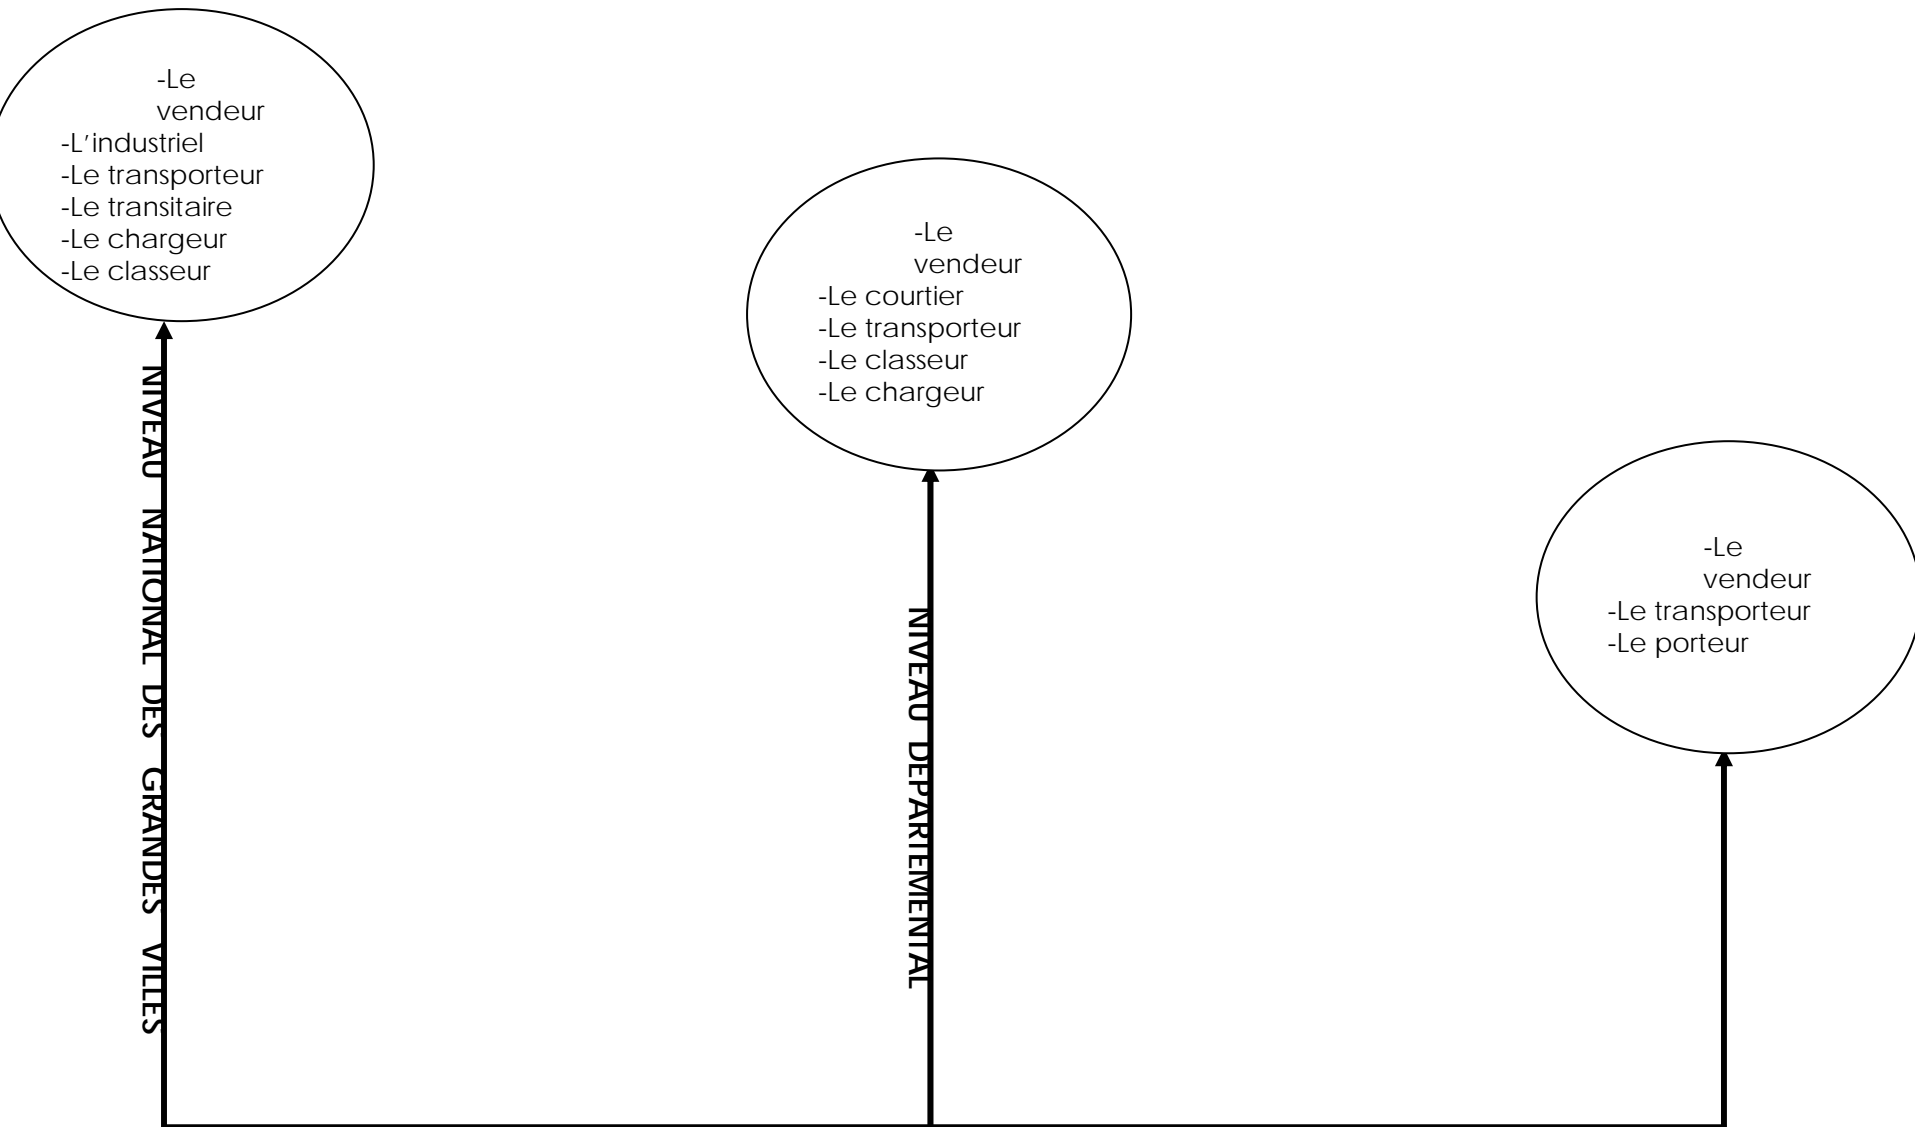 -Le
vendeur
-L'industriel
-Le transporteur
-Le transitaire
-Le chargeur
-Le classeur
NIVEAU NATIONAL DES GRANDES VILLES
-Le
vendeur
-Le courtier
-Le transporteur
-Le classeur
-Le chargeur
NIVEAU DEPARTEMENTAL
-Le
vendeur
-Le transporteur
-Le porteur